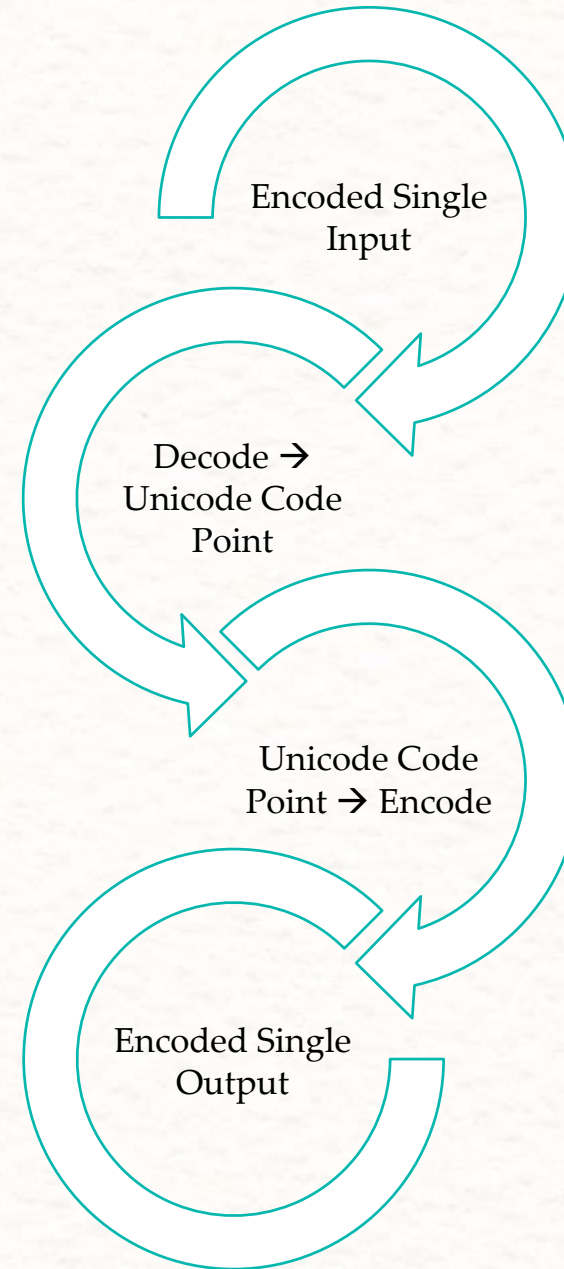 Encoded Single
Input
Decode →
Unicode Code
Point
Unicode Code
Point → Encode
Encoded Single
Output